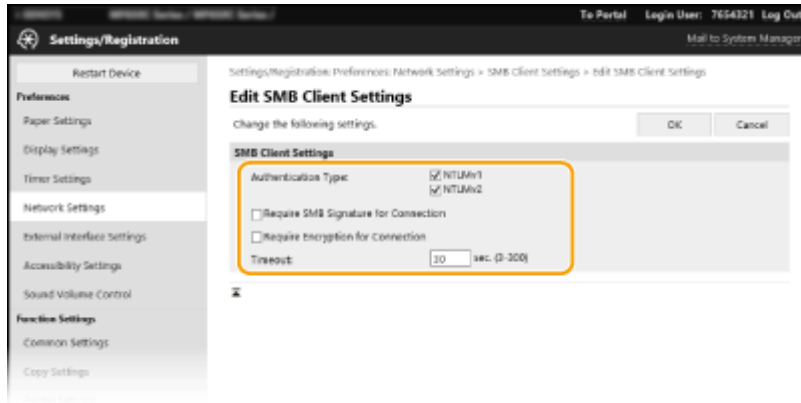 To Portal Login User: 7654321 Log Out
Settings/Registration
Mail to System Manager
Restart Device
Settings/Registration: Preferences: Network Settings > SMB Client Settings > Edit SMB Client Settings
Preferences
Edit SMB Client Settings
Paper Settings
Change the following settings.
OK Cancel
Display Settings
SMB Client Settings
Timer Settings
Authentication Type:
NTLMv1
NTLMv2
Network Settings
Require SMB Signature for Connection
External Interface Settings
Require Encryption for Connection
Accessibility Settings
Timeout: 30 sec. (3-300)
Sound Volume Control
Function Settings
Common Settings
Copy Settings